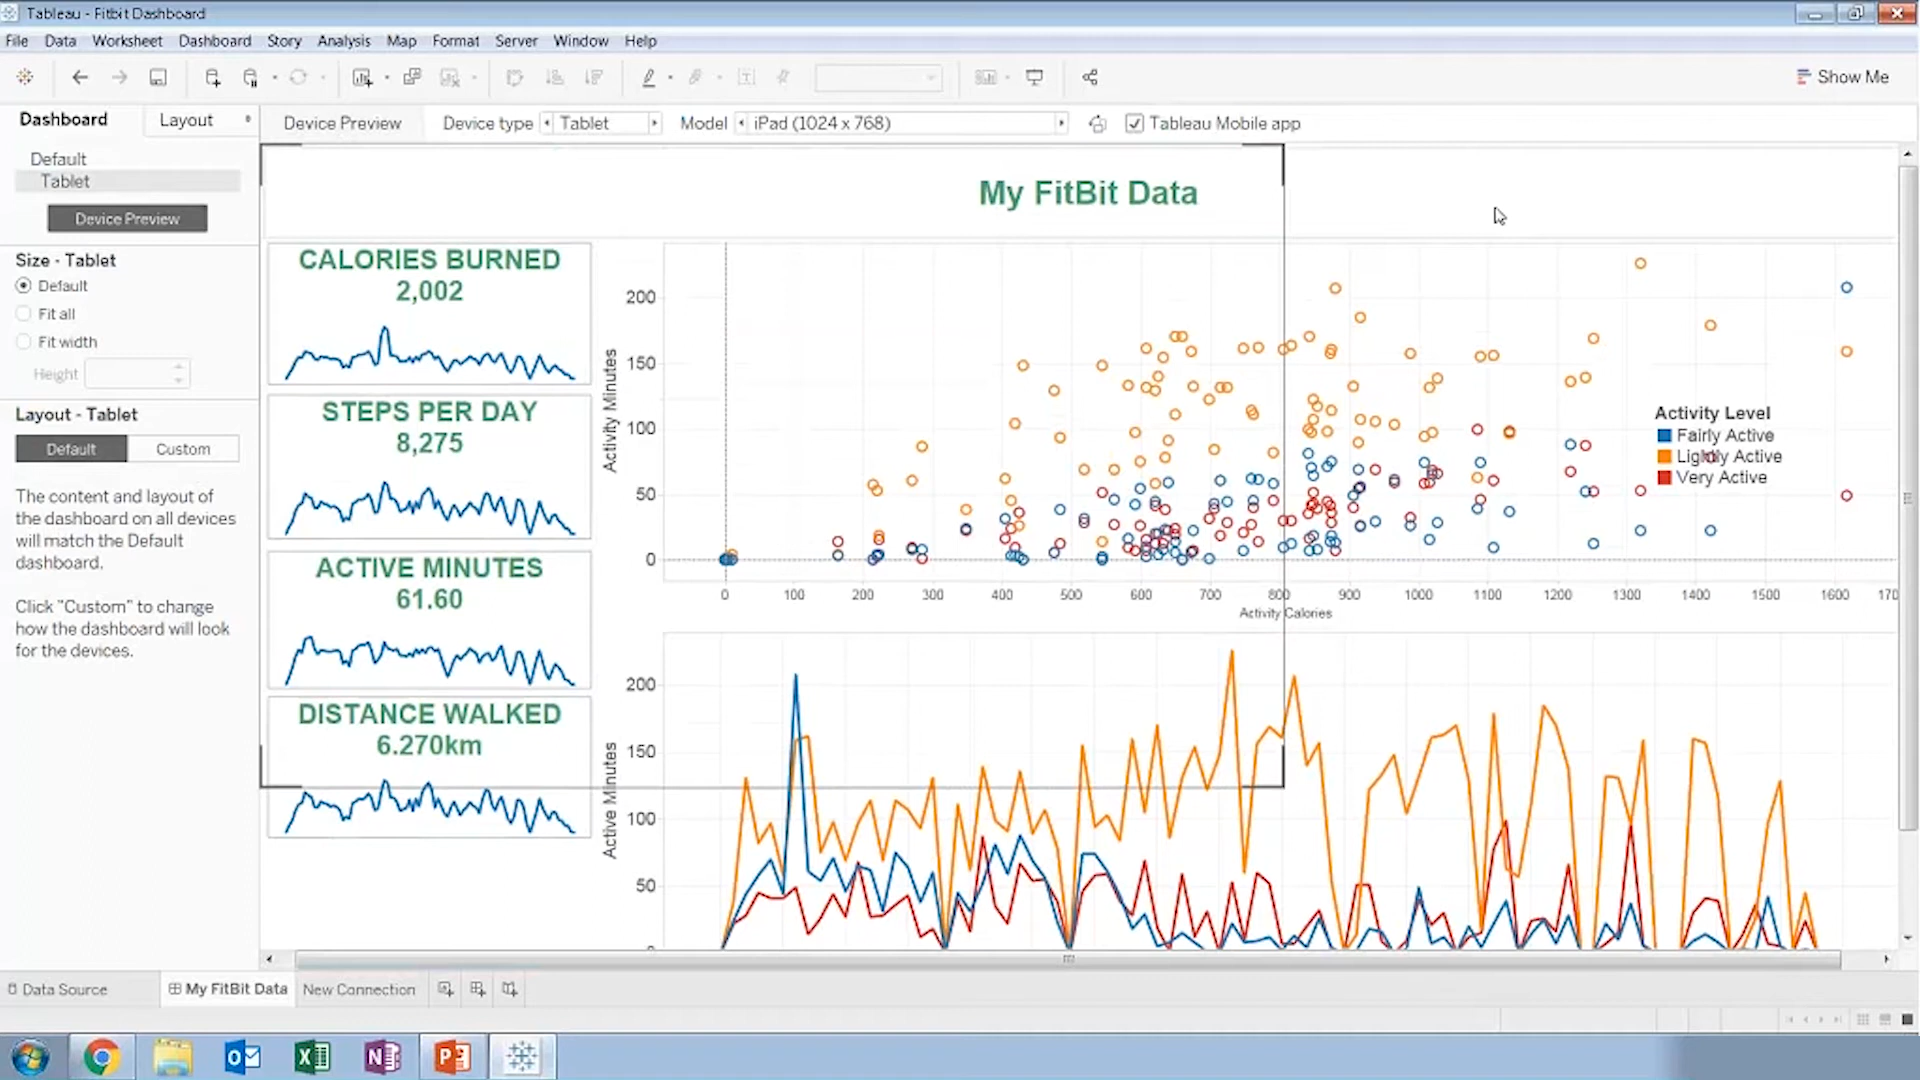 Tableau - Fitbit Dashboard
File Data Worksheet Dashboard Story Analysis Map Format Server Window Help
Show Me
Dashboard Layout
Device Preview Device type Tablet Model iPad (1024 x 768) Tableau Mobile app
Default
Tablet
Device Preview
Size - Tablet
Default
Fit all
Fit width
Height
Layout - Tablet
Default Custom
The content and layout of
the dashboard on all devices
will match the Default
dashboard.
Click "Custom" to change
how the dashboard will look
for the devices.
My FitBit Data
CALORIES BURNED
2,002
STEPS PER DAY
8,275
ACTIVE MINUTES
61.60
DISTANCE WALKED
6.270km
Activity Minutes
200
150
100
50
0
0 100 200 300 400 500 600 700 800 900 1000 1100 1200 1300 1400 1500 1600 170
Activity Calories
Activity Level
Fairly Active
Lightly Active
Very Active
Active Minutes
200
150
100
50
Data Source My FitBit Data New Connection